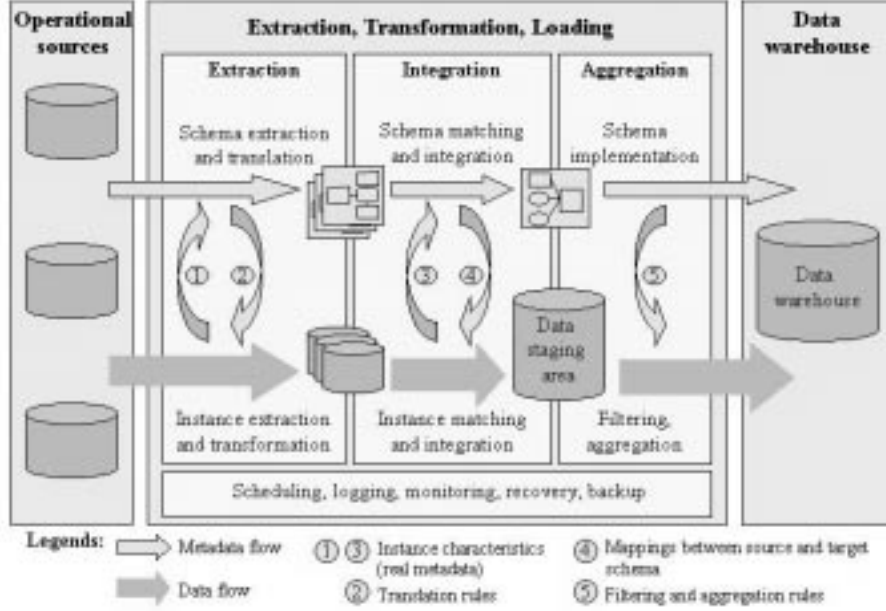 Operational
sources
Extraction, Transformation, Loading
Data
warehouse
Extraction
Integration
Aggregation
Schema extraction
and translation
Schema matching
and integration
Schema
implementation
1
2
3
4
5
Data
warehouse
Data
staging
area
Instance extraction
and transformation
Instance matching
and integration
Filtering,
aggregation
Scheduling, logging, monitoring, recovery, backup
Legends:
Metadata flow
1 3 Instance characteristics
(real metadata)
4 Mappings between source and target
schema
Data flow
2 Translation rules
5 Filtering and aggregation rules